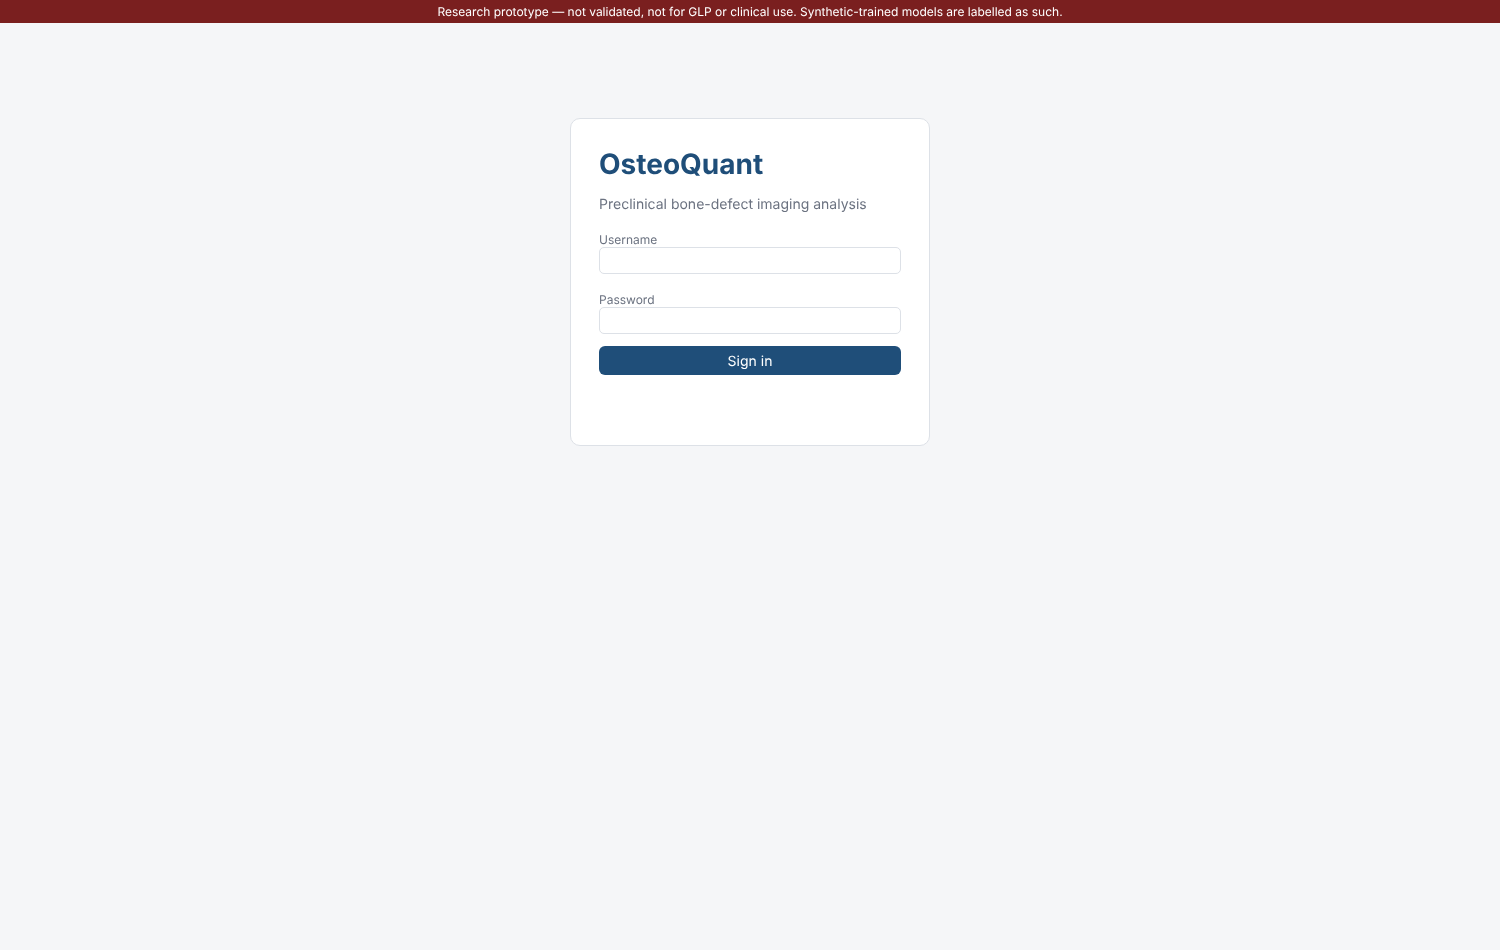 Research prototype — not validated, not for GLP or clinical use. Synthetic-trained models are labelled as such.
OsteoQuant
Preclinical bone-defect imaging analysis
Username
Password
Sign in